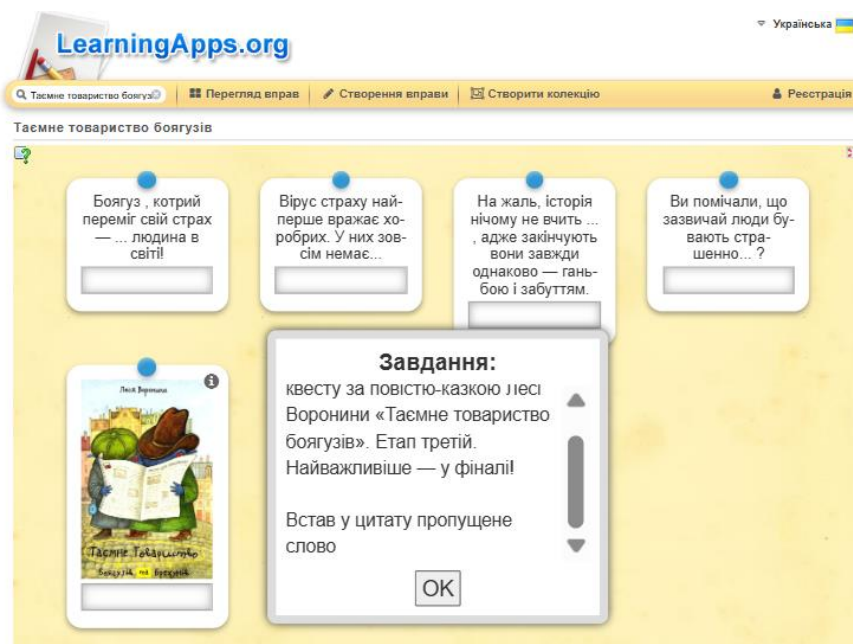 LearningApps.org
Українська
Таємне товариство боягузі
Перегляд вправ
Створення вправи
Створити колекцію
Реєстрація
Таємне товариство боягузів
Боягуз , котрий
переміг свій страх
— ... людина в
світі!
Вірус страху най-
перше вражає хо-
робрих. У них зов-
сім немає...
На жаль, історія
нічому не вчить ...
, адже закінчують
вони завжди
однаково — гань-
бою і забуттям.
Ви помічали, що
зазвичай люди бу-
вають стра-
шенно... ?
Леся Воронина
Таємне Товариство
Боягузів та Брехунів
Завдання:
квесту за повістю-казкою Лесі
Воронини «Таємне товариство
боягузів». Етап третій.
Найважливіше — у фіналі!
Встав у цитату пропущене
слово
OK